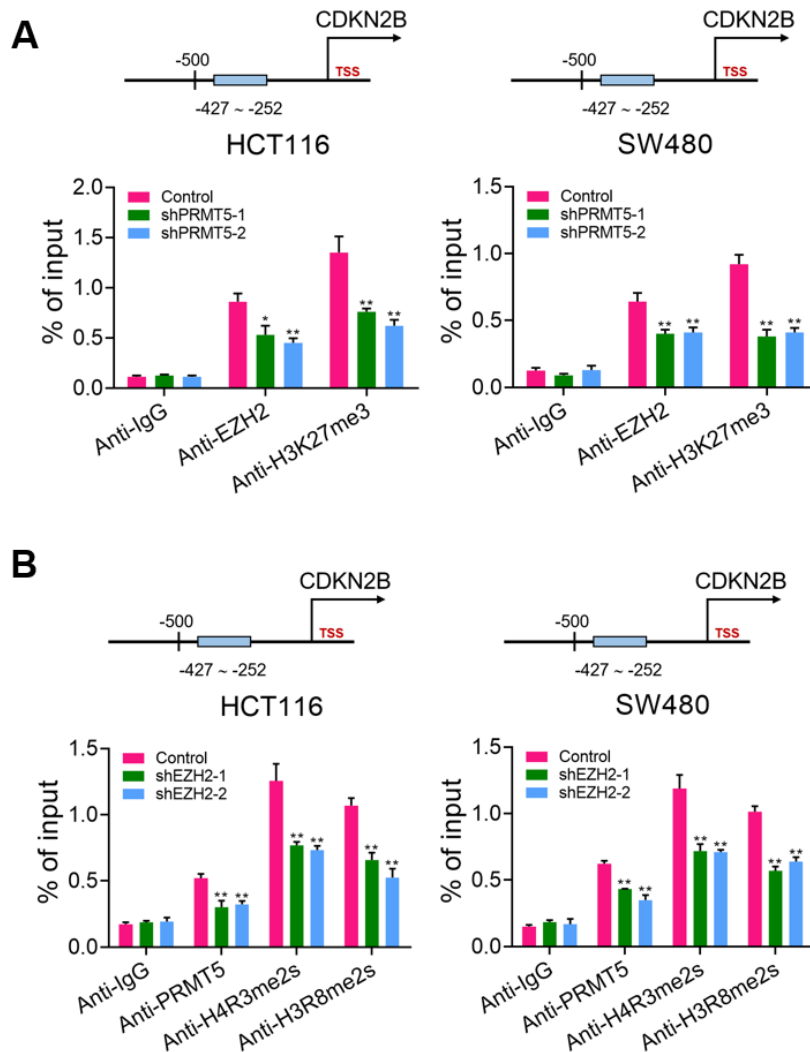 A
CDKN2B
-500
TSS
-427 ~ -252
HCT116
% of input
2.0
1.5
1.0
0.5
0.0
Control
shPRMT5-1
shPRMT5-2
*
**
**
**
Anti-IgG
Anti-EZH2
Anti-H3K27me3
CDKN2B
-500
TSS
-427 ~ -252
SW480
% of input
1.5
1.0
0.5
0.0
Control
shPRMT5-1
shPRMT5-2
**
**
**
**
Anti-IgG
Anti-EZH2
Anti-H3K27me3
B
CDKN2B
-500
TSS
-427 ~ -252
HCT116
% of input
1.5
1.0
0.5
0.0
Control
shEZH2-1
shEZH2-2
**
**
**
**
**
**
Anti-IgG
Anti-PRMT5
Anti-H4R3me2s
Anti-H3R8me2s
CDKN2B
-500
TSS
-427 ~ -252
SW480
% of input
1.5
1.0
0.5
0.0
Control
shEZH2-1
shEZH2-2
**
**
**
**
**
**
Anti-IgG
Anti-PRMT5
Anti-H4R3me2s
Anti-H3R8me2s